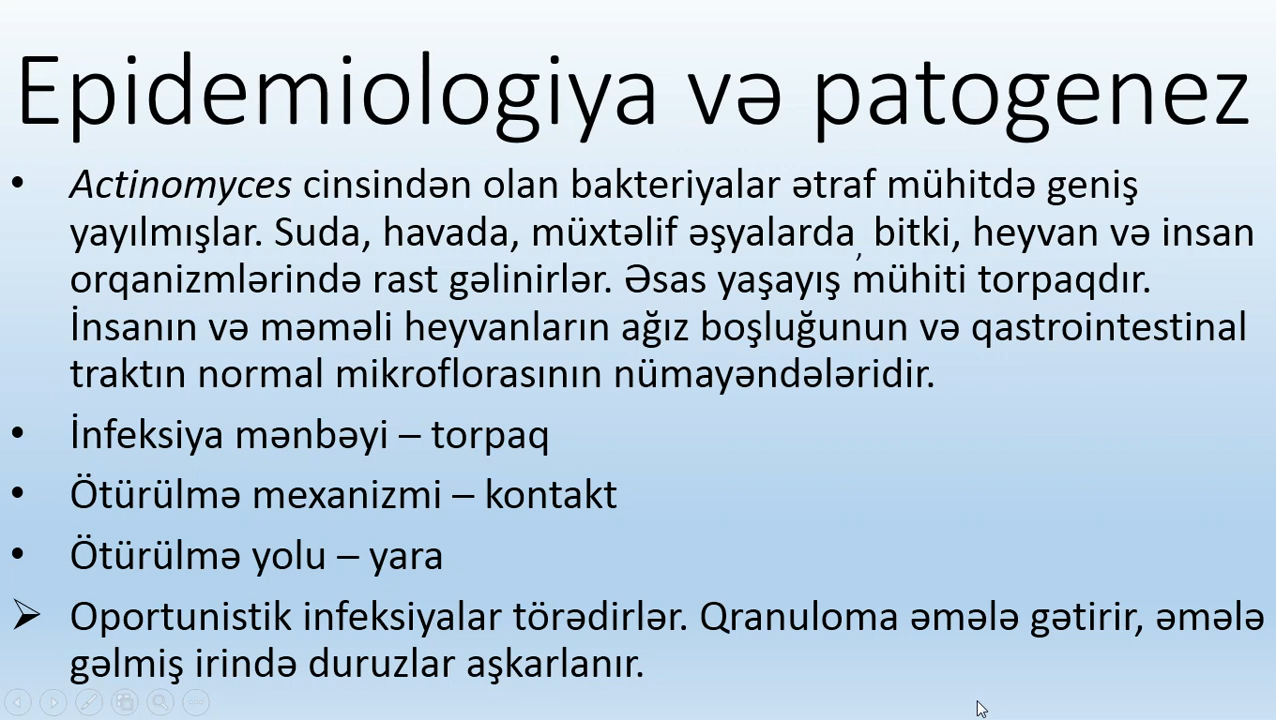 Epidemiologiya və patogenez
• Actinomyces cinsindən olan bakteriyalar ətraf mühitdə geniş
yayılmışlar. Suda, havada, müxtəlif əşyalarda, bitki, heyvan və insan
orqanizmlərində rast gəlinirlər. Əsas yaşayış mühiti torpaqdır.
İnsanın və məməli heyvanların ağız boşluğunun və qastrointestinal
traktın normal mikroflorasının nümayəndələridir.
• İnfeksiya mənbəyi – torpaq
• Ötürülmə mexanizmi – kontakt
• Ötürülmə yolu – yara
➢ Oportunistik infeksiyalar törədirlər. Qranuloma əmələ gətirir, əmələ
gəlmiş irində duruzlar aşkarlanır.